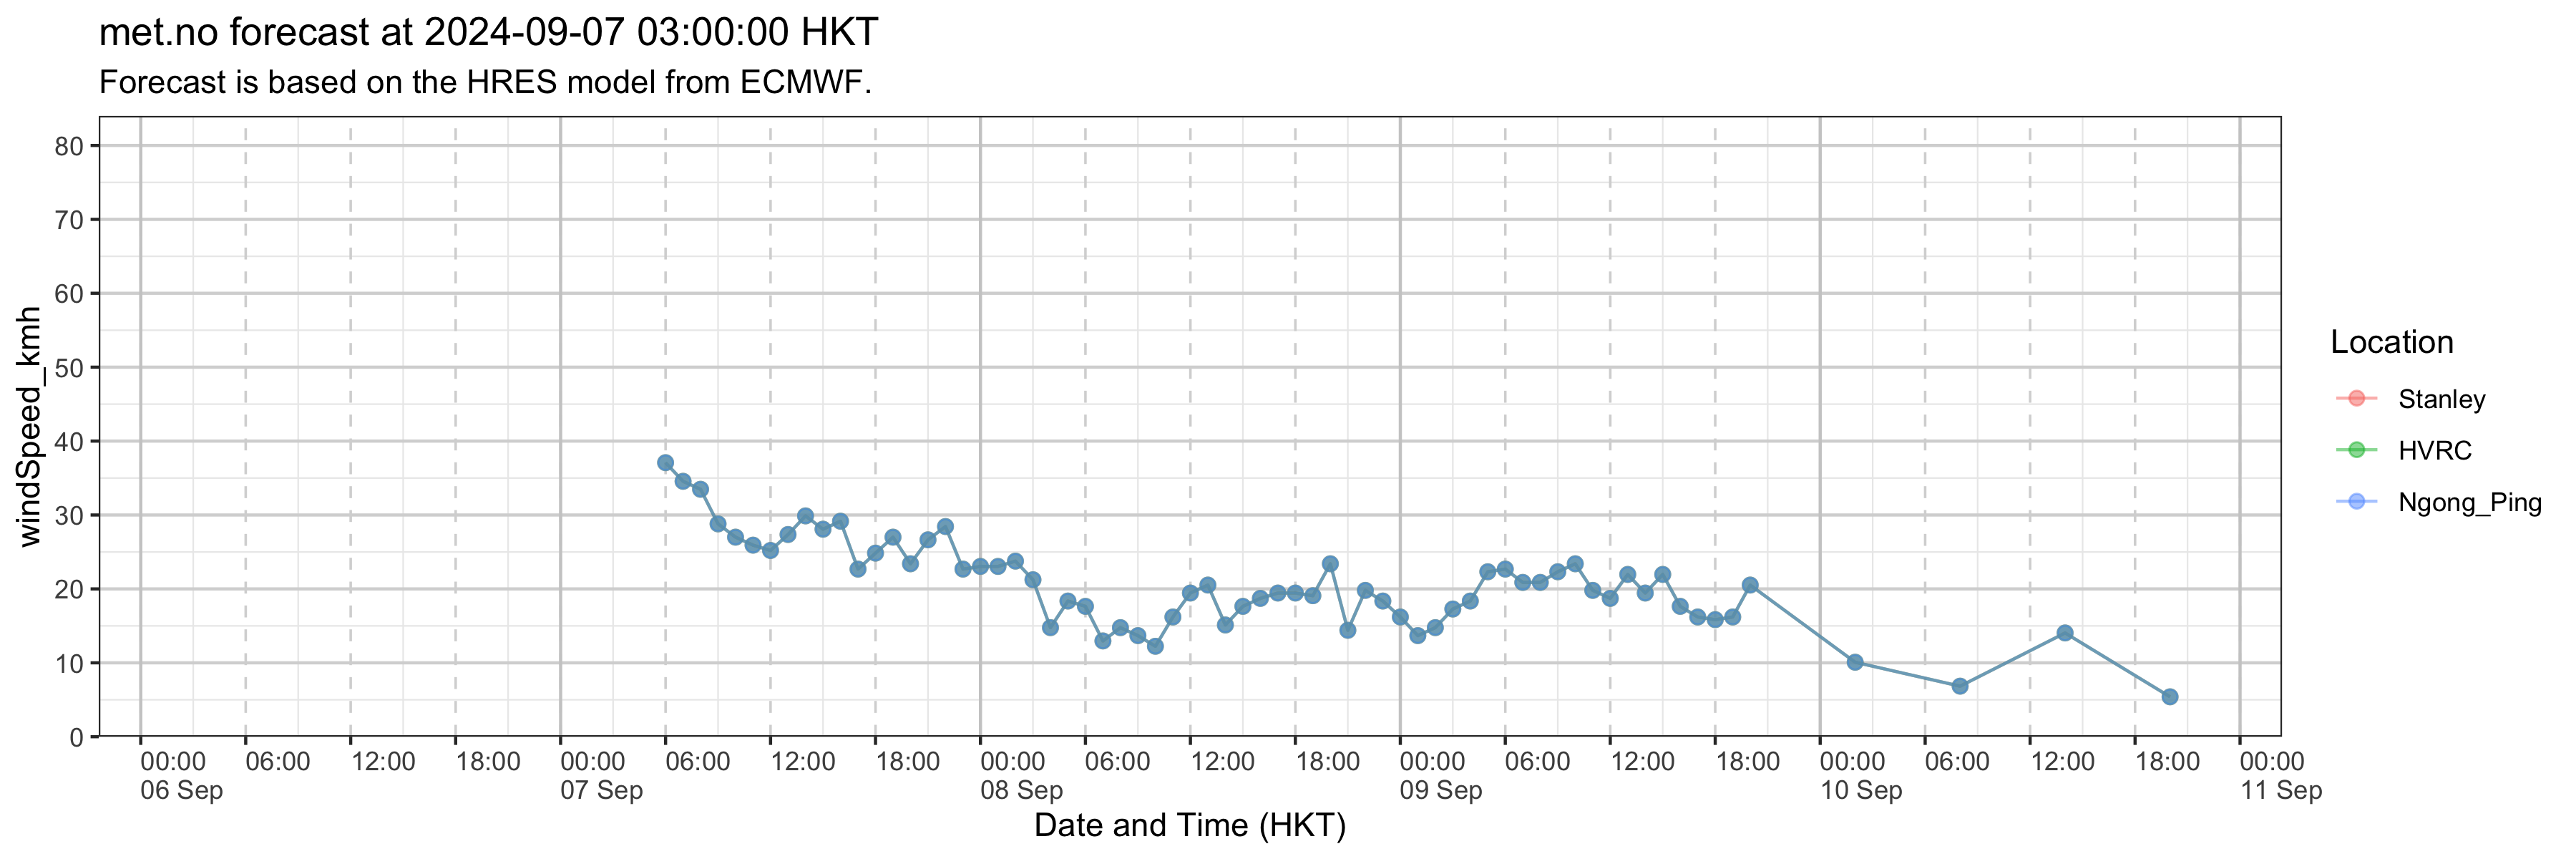 met.no forecast at 2024-09-07 03:00:00 HKT
Forecast is based on the HRES model from ECMWF.
windSpeed_kmh
80
70
60
50
40
30
20
10
0
00:00 06:00 12:00 18:00 00:00 06:00 12:00 18:00 00:00 06:00 12:00 18:00 00:00 06:00 12:00 18:00 00:00 06:00 12:00 18:00 00:00
06 Sep 07 Sep 08 Sep 09 Sep 10 Sep 11 Sep
Date and Time (HKT)
Location
Stanley
HVRC
Ngong_Ping